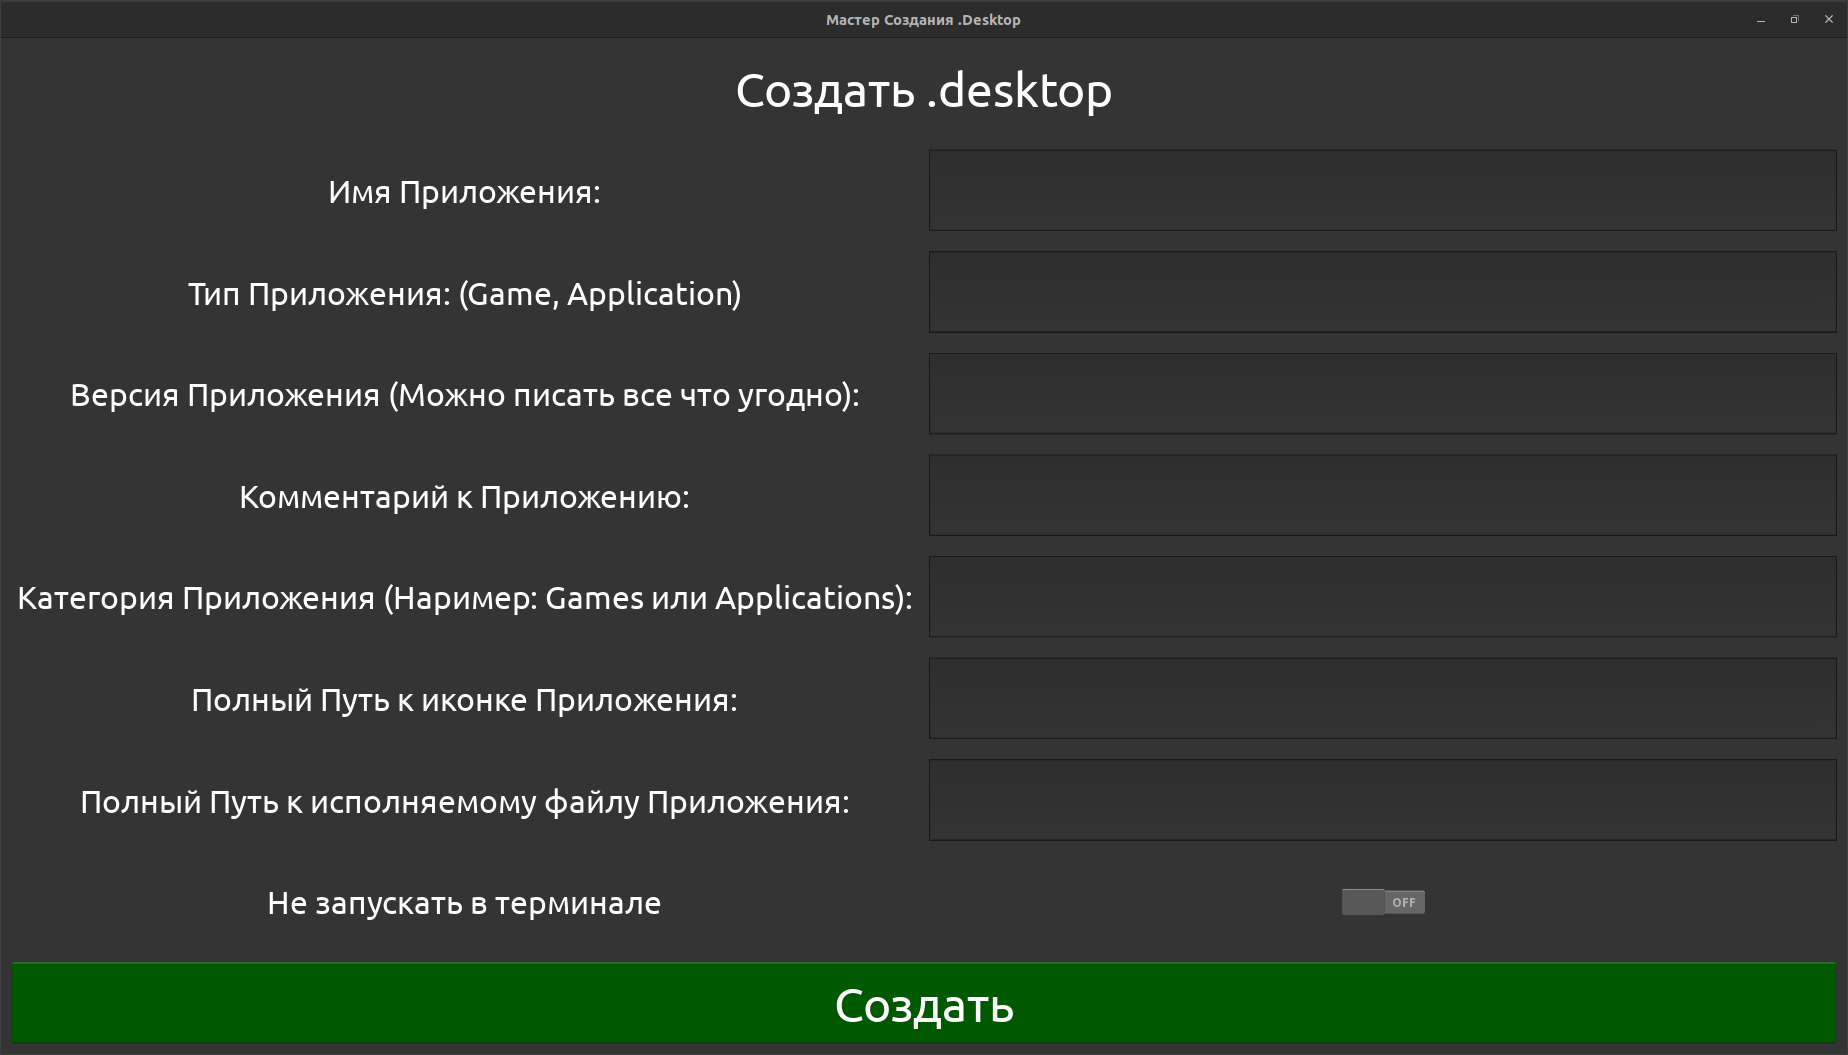 Мастер Создания .Desktop
Создать .desktop
Имя Приложения:
Тип Приложения: (Game, Application)
Версия Приложения (Можно писать все что угодно):
Комментарий к Приложению:
Категория Приложения (Наример: Games или Applications):
Полный Путь к иконке Приложения:
Полный Путь к исполняемому файлу Приложения:
Не запускать в терминале
OFF
Создать